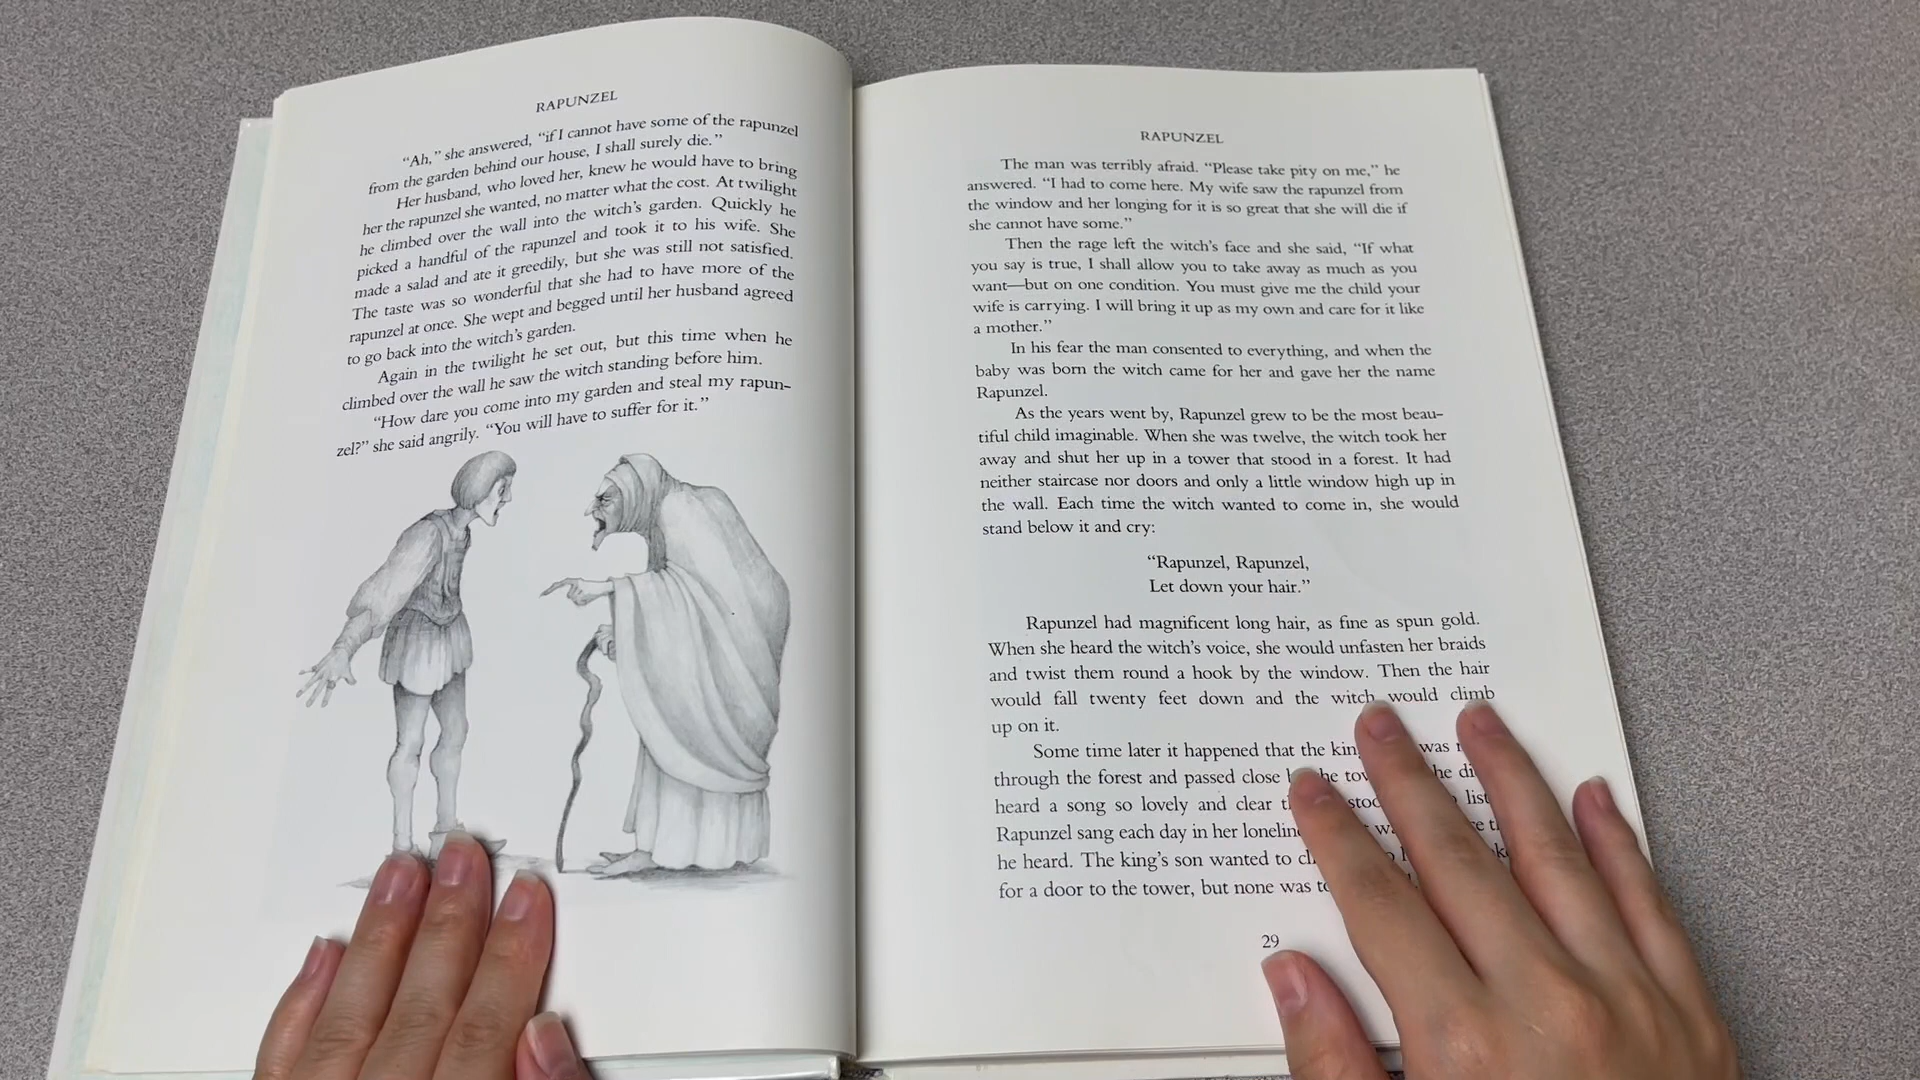 RAPUNZEL
“Ah,” she answered, “if I cannot have some of the rapunzel
from the garden behind our house, I shall surely die.”
Her husband, who loved her, knew he would have to bring
her the rapunzel she wanted, no matter what the cost. At twilight
he climbed over the wall into the witch’s garden. Quickly he
picked a handful of the rapunzel and took it to his wife. She
made a salad and ate it greedily, but she was still not satisfied.
The taste was so wonderful that she had to have more of the
rapunzel at once. She wept and begged until her husband agreed
to go back into the witch’s garden.
Again in the twilight he set out, but this time when he
climbed over the wall he saw the witch standing before him.
“How dare you come into my garden and steal my rapun-
zel?” she said angrily. “You will have to suffer for it.”
RAPUNZEL
The man was terribly afraid. “Please take pity on me,” he
answered. “I had to come here. My wife saw the rapunzel from
the window and her longing for it is so great that she will die if
she cannot have some.”
Then the rage left the witch’s face and she said, “If what
you say is true, I shall allow you to take away as much as you
want—but on one condition. You must give me the child your
wife is carrying. I will bring it up as my own and care for it like
a mother.”
In his fear the man consented to everything, and when the
baby was born the witch came for her and gave her the name
Rapunzel.
As the years went by, Rapunzel grew to be the most beau-
tiful child imaginable. When she was twelve, the witch took her
away and shut her up in a tower that stood in a forest. It had
neither staircase nor doors and only a little window high up in
the wall. Each time the witch wanted to come in, she would
stand below it and cry:
“Rapunzel, Rapunzel,
Let down your hair.”
Rapunzel had magnificent long hair, as fine as spun gold.
When she heard the witch’s voice, she would unfasten her braids
and twist them round a hook by the window. Then the hair
would fall twenty feet down and the witch would climb
up on it.
Some time later it happened that the was
through the forest and passed close he
heard a song so lovely and clear
Rapunzel sang each day in her
he heard. The king’s son wanted to
for a door to the tower, but none was
29